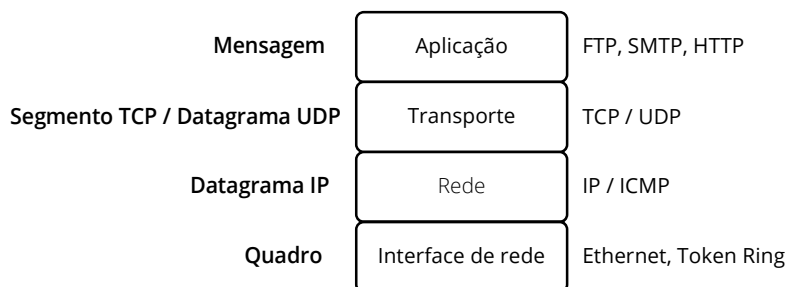 Mensagem Aplicação FTP, SMTP, HTTP
Segmento TCP / Datagrama UDP Transporte TCP / UDP
Datagrama IP Rede IP / ICMP
Quadro Interface de rede Ethernet, Token Ring